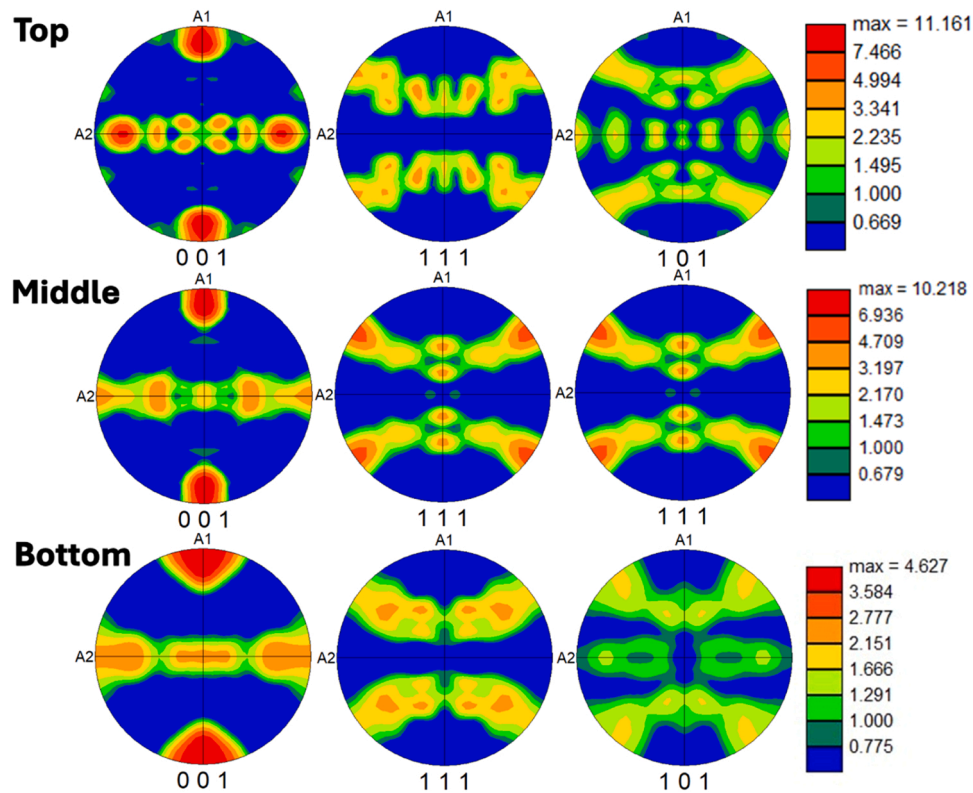 Top
A1
A1
A1
A2
A2
A2
0 0 1
1 1 1
1 0 1
max = 11.161
7.466
4.994
3.341
2.235
1.495
1.000
0.669
Middle
A1
A1
A1
A2
A2
A2
0 0 1
1 1 1
1 1 1
max = 10.218
6.936
4.709
3.197
2.170
1.473
1.000
0.679
Bottom
A1
A1
A1
A2
A2
A2
0 0 1
1 1 1
1 0 1
max = 4.627
3.584
2.777
2.151
1.666
1.291
1.000
0.775